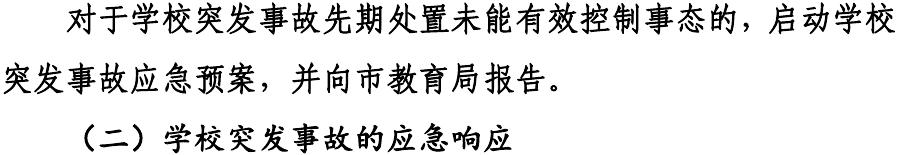 对于学校突发事故先期处置未能有效控制事态的，启动学校
突发事故应急预案，并向市教育局报告。
（二）学校突发事故的应急响应